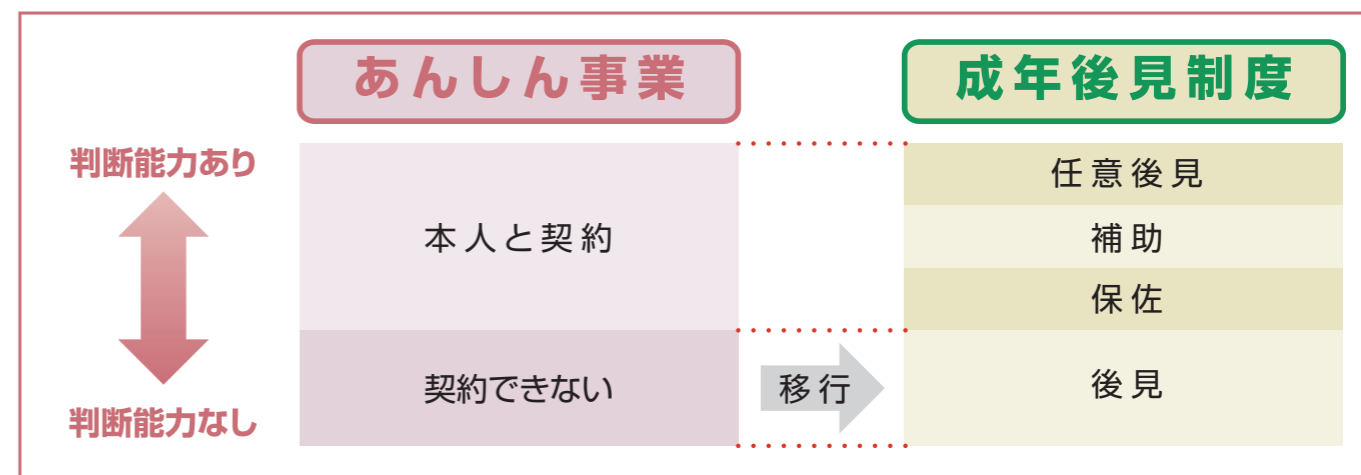 あんしん事業
成年後見制度
判断能力あり
本人と契約
任意後見
補助
保佐
判断能力なし
契約できない
移行
後見